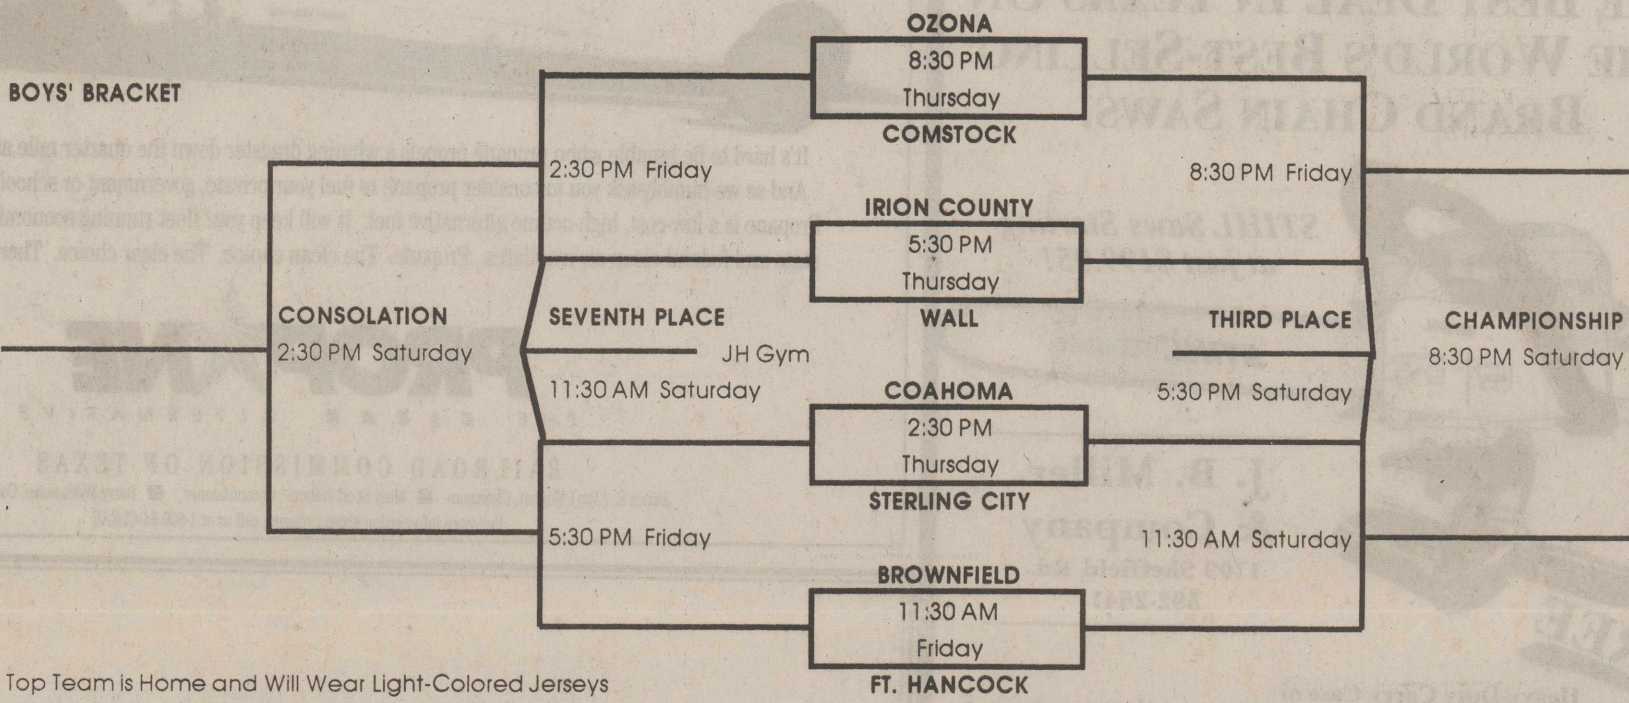 BOYS' BRACKET
OZONA
8:30 PM
Thursday
COMSTOCK
2:30 PM Friday
8:30 PM Friday
IRION COUNTY
5:30 PM
Thursday
WALL
CONSOLATION
2:30 PM Saturday
SEVENTH PLACE
JH Gym
11:30 AM Saturday
THIRD PLACE
5:30 PM Saturday
CHAMPIONSHIP
8:30 PM Saturday
COAHOMA
2:30 PM
Thursday
STERLING CITY
5:30 PM Friday
11:30 AM Saturday
BROWNFIELD
11:30 AM
Friday
FT. HANCOCK
Top Team is Home and Will Wear Light-Colored Jerseys